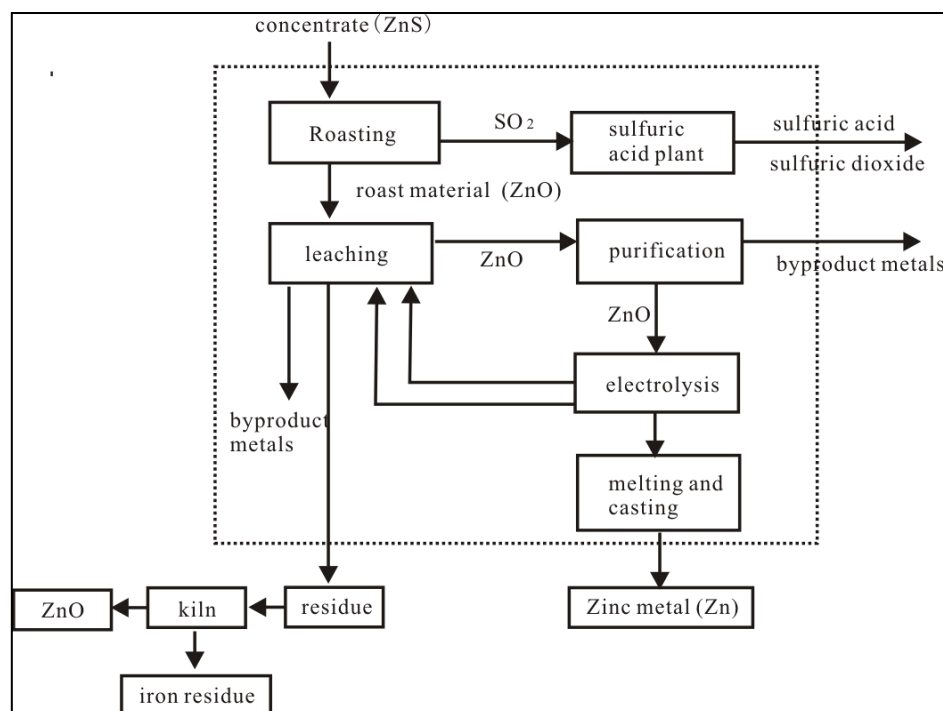 concentrate (ZnS)
Roasting
SO₂
sulfuric
acid plant
sulfuric acid
sulfuric dioxide
roast material (ZnO)
leaching
ZnO
purification
byproduct metals
ZnO
electrolysis
byproduct
metals
melting and
casting
ZnO
kiln
residue
Zinc metal (Zn)
iron residue